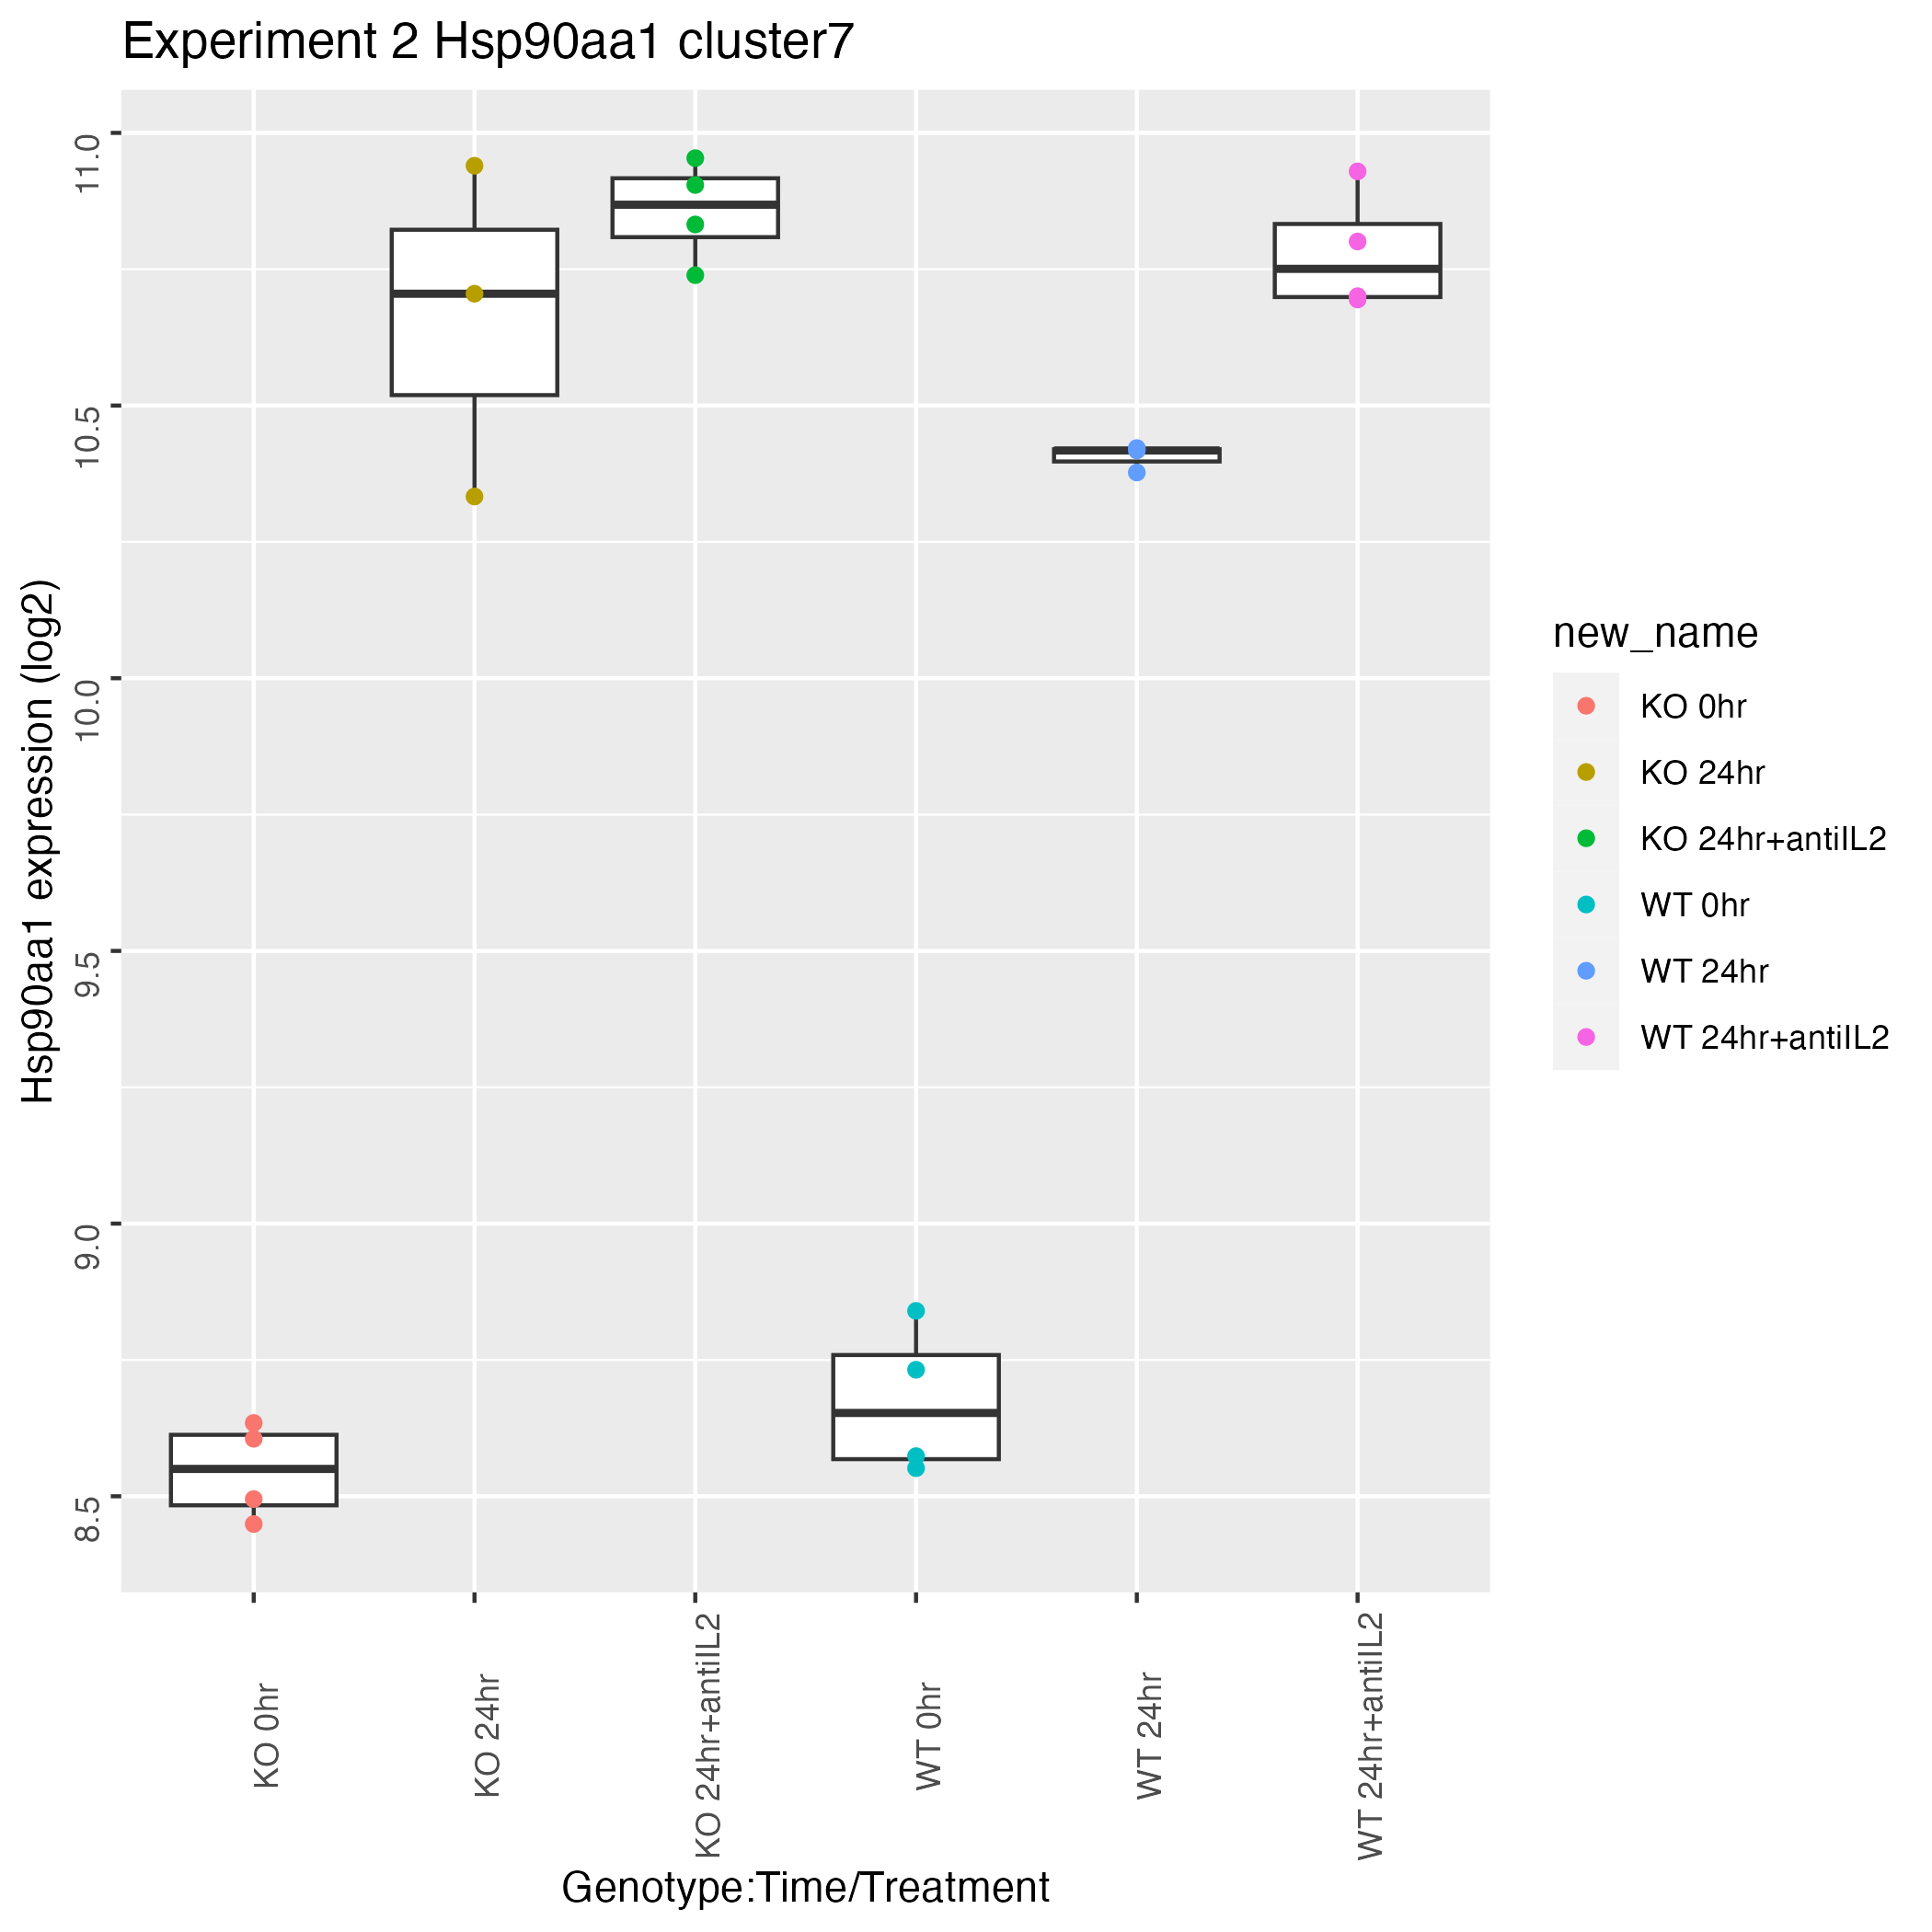 Experiment 2 Hsp90aa1 cluster7
Hsp90aa1 expression (log2)
11.0
10.5
10.0
9.5
9.0
8.5
KO 0hr
KO 24hr
KO 24hr+antiIL2
WT 0hr
WT 24hr
WT 24hr+antiIL2
Genotype:Time/Treatment
new_name
KO 0hr
KO 24hr
KO 24hr+antiIL2
WT 0hr
WT 24hr
WT 24hr+antiIL2